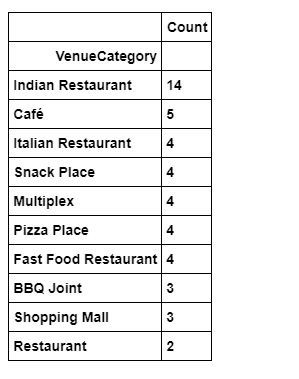 Count
VenueCategory
Indian Restaurant 14
Café 5
Italian Restaurant 4
Snack Place 4
Multiplex 4
Pizza Place 4
Fast Food Restaurant 4
BBQ Joint 3
Shopping Mall 3
Restaurant 2